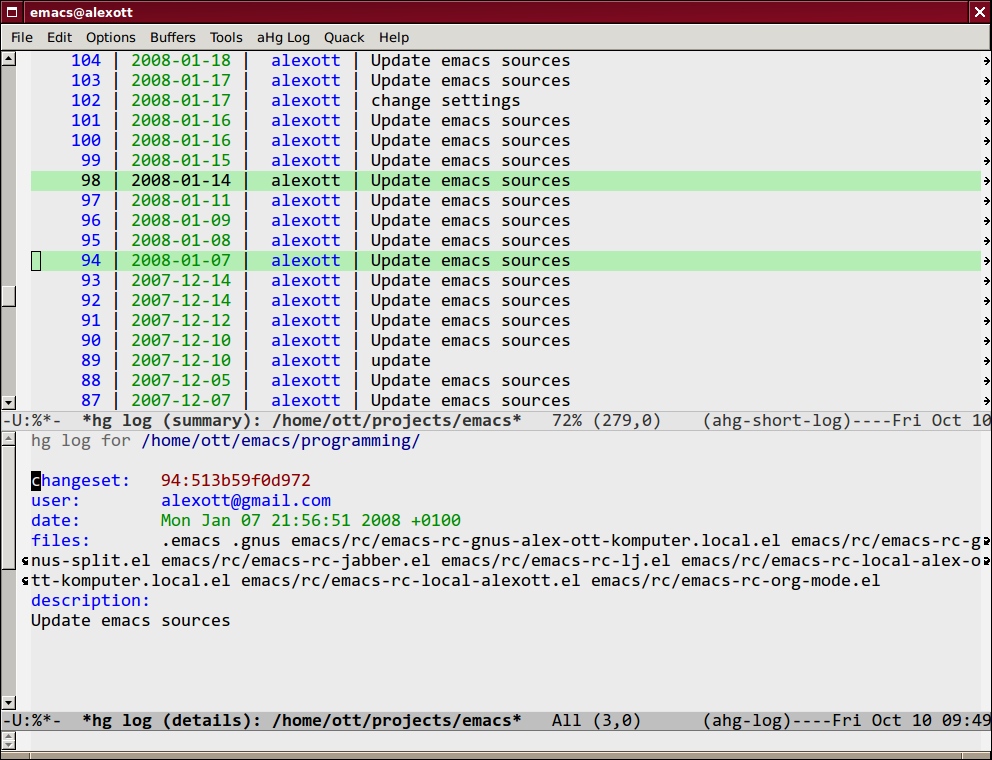 emacs@alexott
File Edit Options Buffers Tools aHg Log Quack Help
104 | 2008-01-18 | alexott | Update emacs sources
103 | 2008-01-17 | alexott | Update emacs sources
102 | 2008-01-17 | alexott | change settings
101 | 2008-01-16 | alexott | Update emacs sources
100 | 2008-01-16 | alexott | Update emacs sources
99 | 2008-01-15 | alexott | Update emacs sources
98 | 2008-01-14 | alexott | Update emacs sources
97 | 2008-01-11 | alexott | Update emacs sources
96 | 2008-01-09 | alexott | Update emacs sources
95 | 2008-01-08 | alexott | Update emacs sources
94 | 2008-01-07 | alexott | Update emacs sources
93 | 2007-12-14 | alexott | Update emacs sources
92 | 2007-12-14 | alexott | Update emacs sources
91 | 2007-12-12 | alexott | Update emacs sources
90 | 2007-12-10 | alexott | Update emacs sources
89 | 2007-12-10 | alexott | update
88 | 2007-12-05 | alexott | Update emacs sources
87 | 2007-12-07 | alexott | Update emacs sources
-U:%*- *hg log (summary): /home/ott/projects/emacs* 72% (279,0) (ahg-short-log)----Fri Oct 10
hg log for /home/ott/emacs/programming/
changeset: 94:513b59f0d972
user: alexott@gmail.com
date: Mon Jan 07 21:56:51 2008 +0100
files: .emacs .gnus emacs/rc/emacs-rc-gnus-alex-ott-komputer.local.el emacs/rc/emacs-rc-g
nus-split.el emacs/rc/emacs-rc-jabber.el emacs/rc/emacs-rc-lj.el emacs/rc/emacs-rc-local-alex-o
tt-komputer.local.el emacs/rc/emacs-rc-local-alexott.el emacs/rc/emacs-rc-org-mode.el
description:
Update emacs sources
-U:%*- *hg log (details): /home/ott/projects/emacs* All (3,0) (ahg-log)----Fri Oct 10 09:49